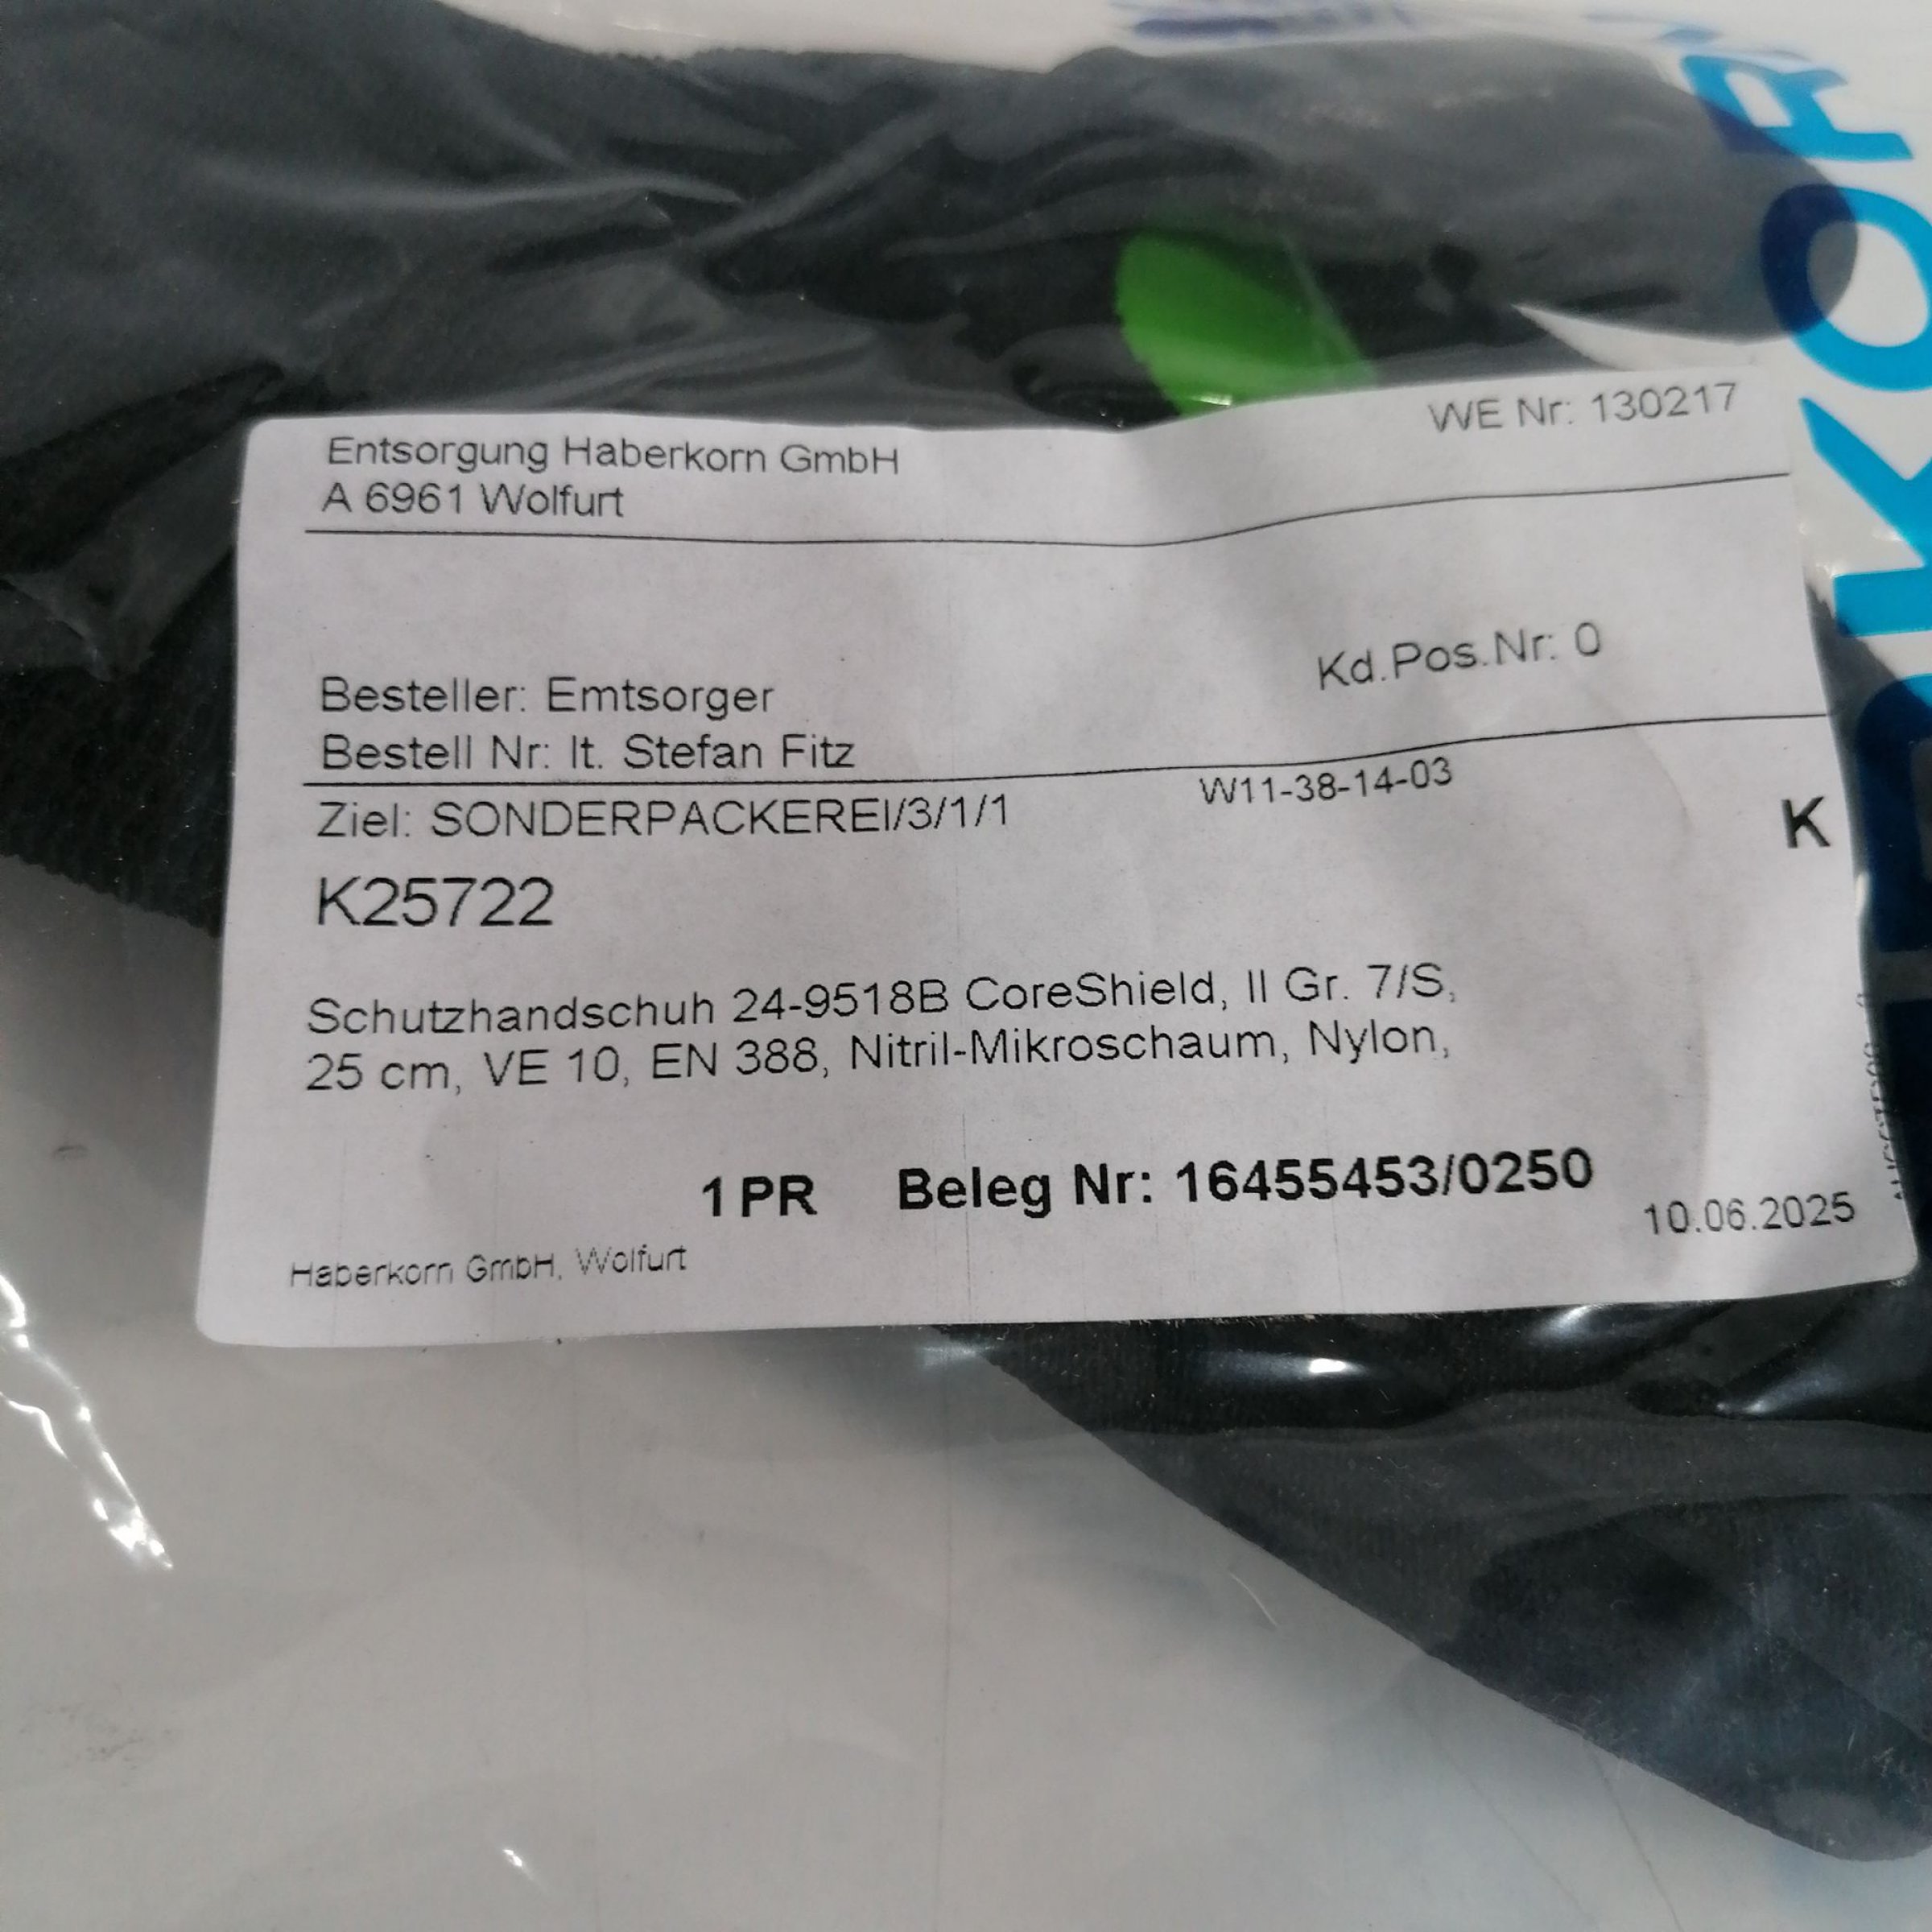 Entsorgung Haberkorn GmbH
WE Nr: 130217
A 6961 Wolfurt
Kd.Pos.Nr: 0
Besteller: Emtsorger
Bestell Nr: lt. Stefan Fitz
Ziel: SONDERPACKEREI/3/1/1
W11-38-14-03
K
K25722
Schutzhandschuh 24-9518B CoreShield, II Gr. 7/S,
25 cm, VE 10, EN 388, Nitril-Mikroschaum, Nylon,
1 PR Beleg Nr: 16455453/0250
10.06.2025
Haberkorn GmbH, Wolfurt